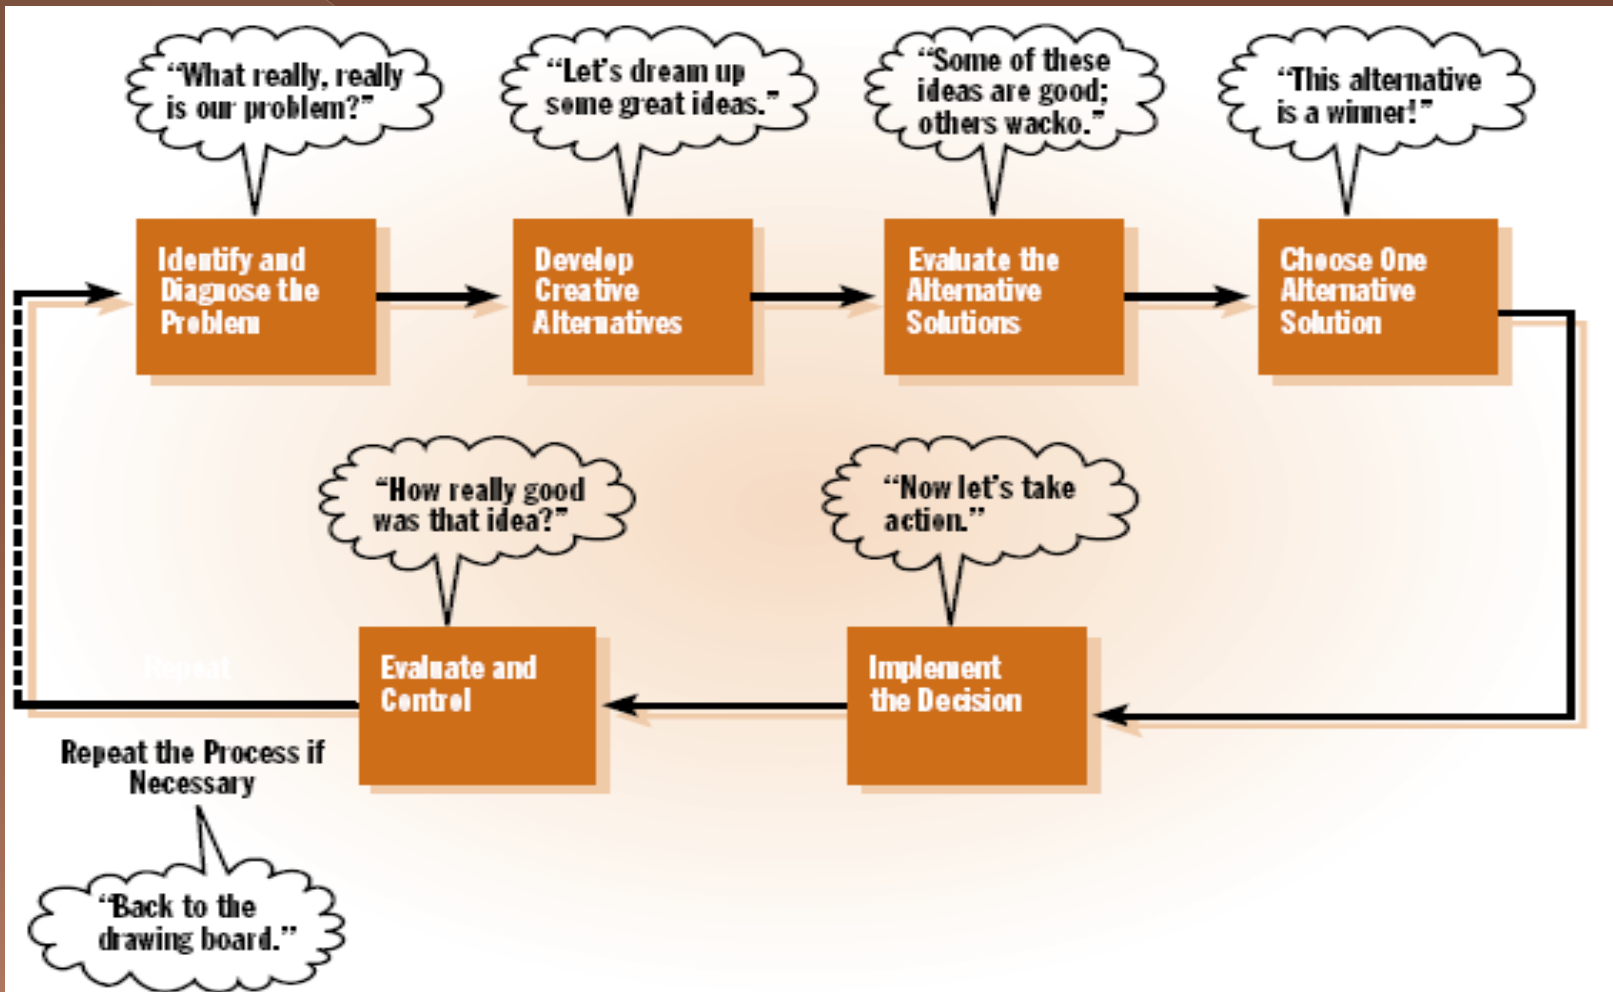 “What really, really
is our problem?”
“Let’s dream up
some great ideas.”
“Some of these
ideas are good;
others wacko.”
“This alternative
is a winner!”
Identify and
Diagnose the
Problem
Develop
Creative
Alternatives
Evaluate the
Alternative
Solutions
Choose One
Alternative
Solution
“How really good
was that idea?”
“Now let’s take
action.”
Repeat
Evaluate and
Control
Implement
the Decision
Repeat the Process if
Necessary
“Back to the
drawing board.”